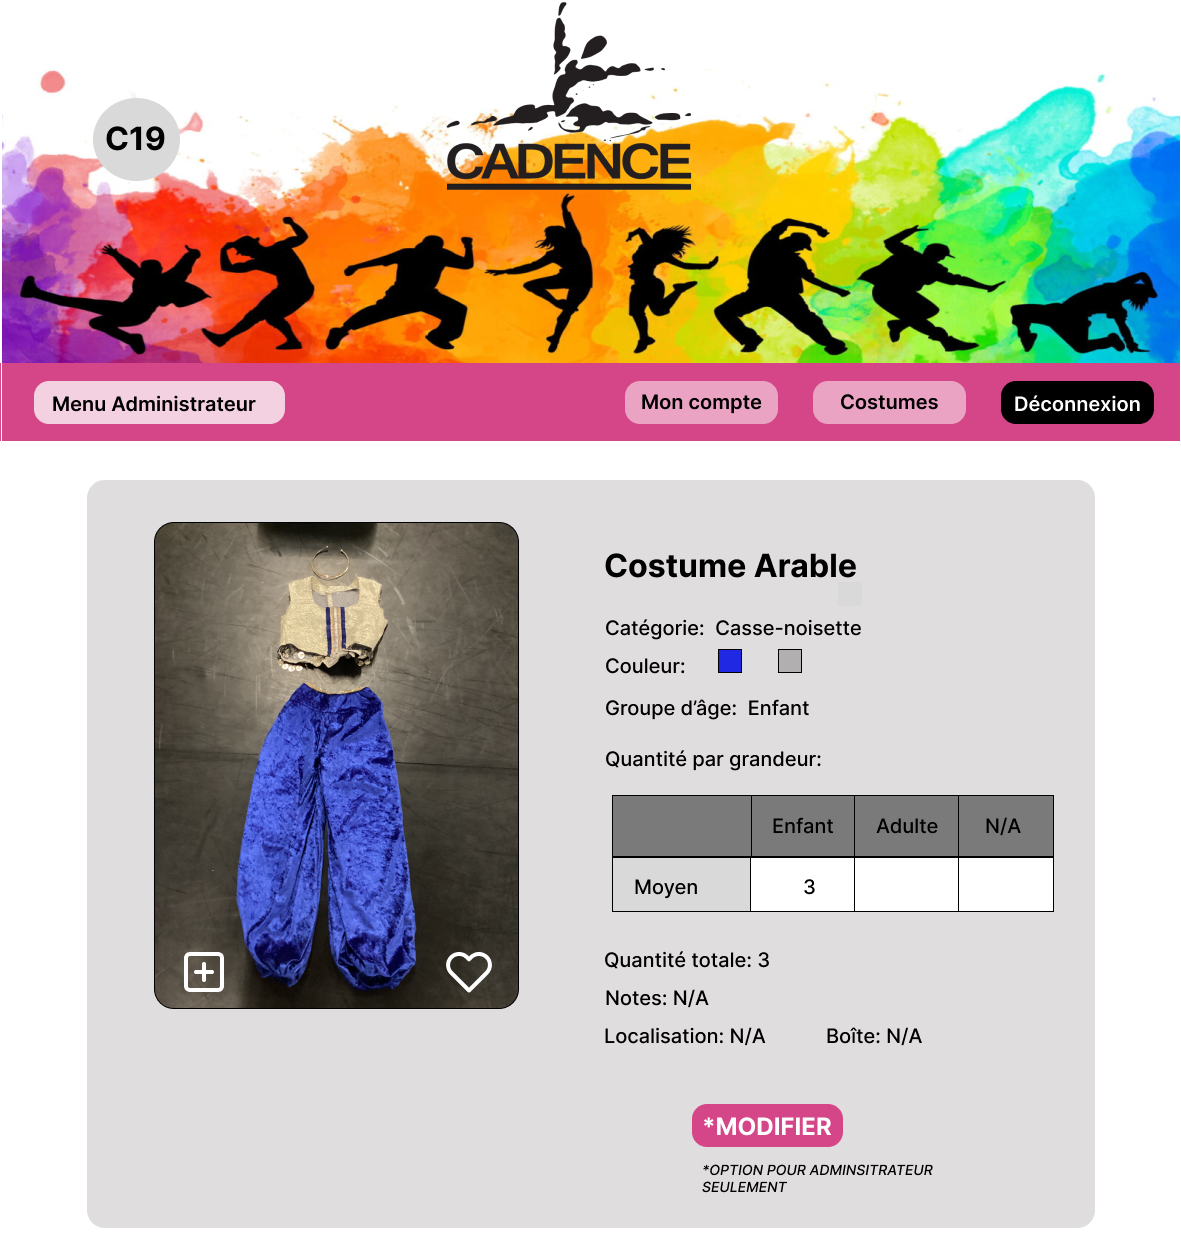 C19
CADENCE
Menu Administrateur
Mon compte
Costumes
Déconnexion
Costume Arable
Catégorie: Casse-noisette
Couleur:
Groupe d’âge: Enfant
Quantité par grandeur:
Enfant Adulte N/A
Moyen 3
Quantité totale: 3
Notes: N/A
Localisation: N/A Boîte: N/A
*MODIFIER
*OPTION POUR ADMINSITRATEUR
SEULEMENT